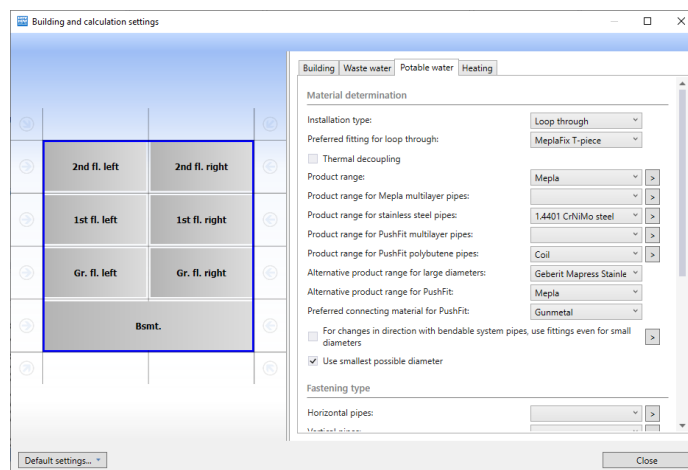 Building and calculation settings
Building Waste water Potable water Heating
Material determination
Installation type: Loop through
Preferred fitting for loop through: MeplaFix T-piece
Thermal decoupling
Product range: Mepla >
Product range for Mepla multilayer pipes: >
Product range for stainless steel pipes: 1.4401 CrNiMo steel >
Product range for PushFit multilayer pipes: >
Product range for PushFit polybutene pipes: Coil >
Alternative product range for large diameters: Geberit Mapress Stainle
Alternative product range for PushFit: Mepla
Preferred connecting material for PushFit: Gunmetal
For changes in direction with bendable system pipes, use fittings even for small
diameters >
Use smallest possible diameter
Fastening type
Horizontal pipes: >
2nd fl. left 2nd fl. right
1st fl. left 1st fl. right
Gr. fl. left Gr. fl. right
Bsmt.
Default settings... Close